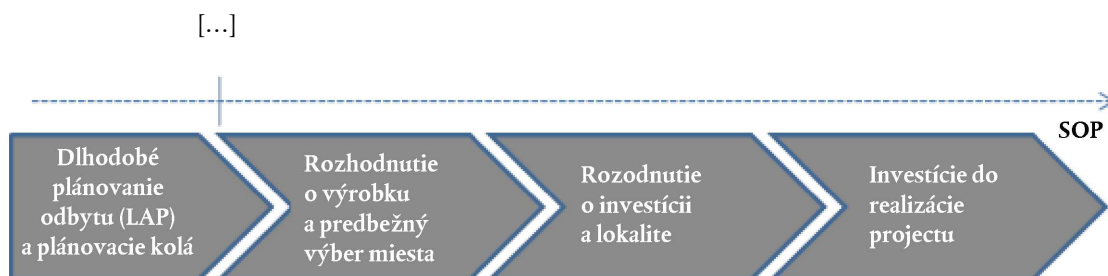 [...]
SOP
Dlhodobé
plánovanie
odbytu (LAP)
a plánovacie kolá
Rozhodnutie
o výrobku
a predbežný
výber miesta
Rozodnutie
o investícii
a lokalite
Investície do
realizácie
projectu